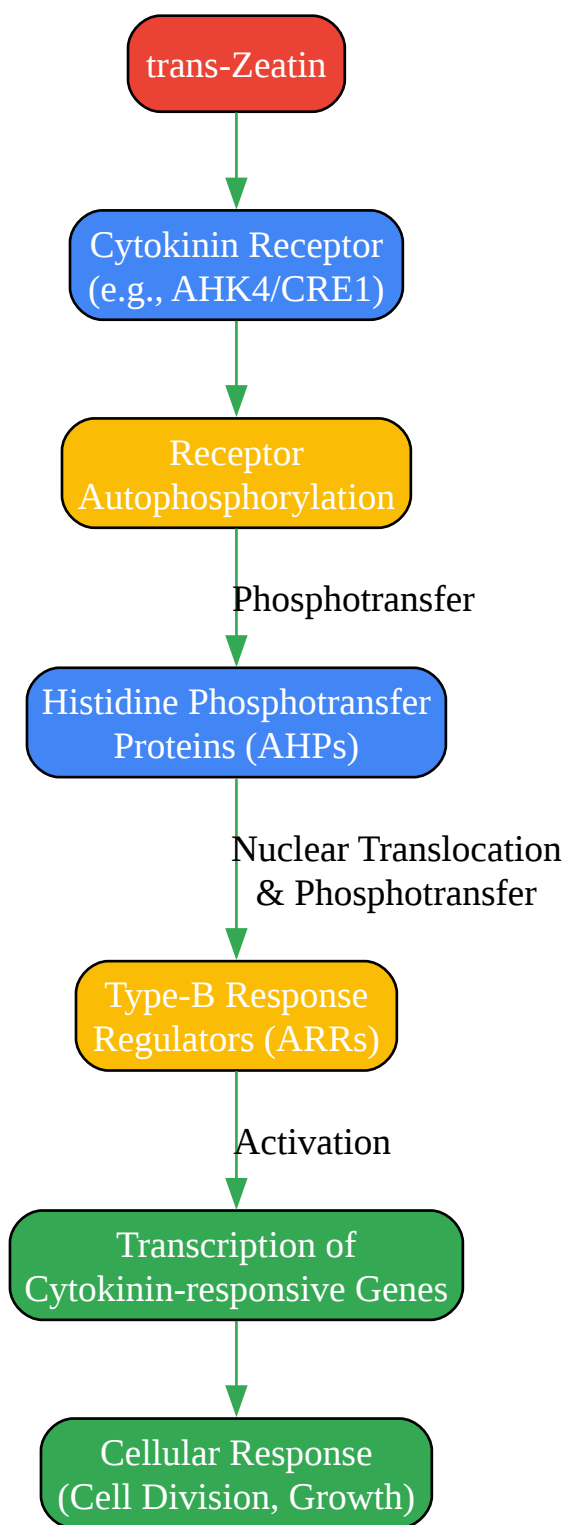 trans-Zeatin
Cytokinin Receptor
(e.g., AHK4/CRE1)
Receptor
Autophosphorylation
Phosphotransfer
Histidine Phosphotransfer
Proteins (AHPs)
Nuclear Translocation
& Phosphotransfer
Type-B Response
Regulators (ARRs)
Activation
Transcription of
Cytokinin-responsive Genes
Cellular Response
(Cell Division, Growth)